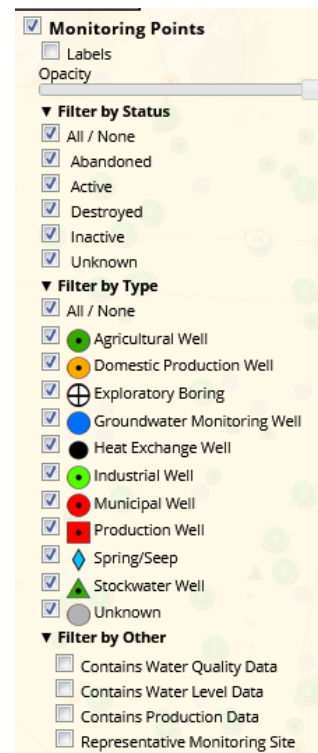 Monitoring Points
Labels
Opacity
▼ Filter by Status
All / None
Abandoned
Active
Destroyed
Inactive
Unknown
▼ Filter by Type
All / None
Agricultural Well
Domestic Production Well
Exploratory Boring
Groundwater Monitoring Well
Heat Exchange Well
Industrial Well
Municipal Well
Production Well
Spring/Seep
Stockwater Well
Unknown
▼ Filter by Other
Contains Water Quality Data
Contains Water Level Data
Contains Production Data
Representative Monitoring Site